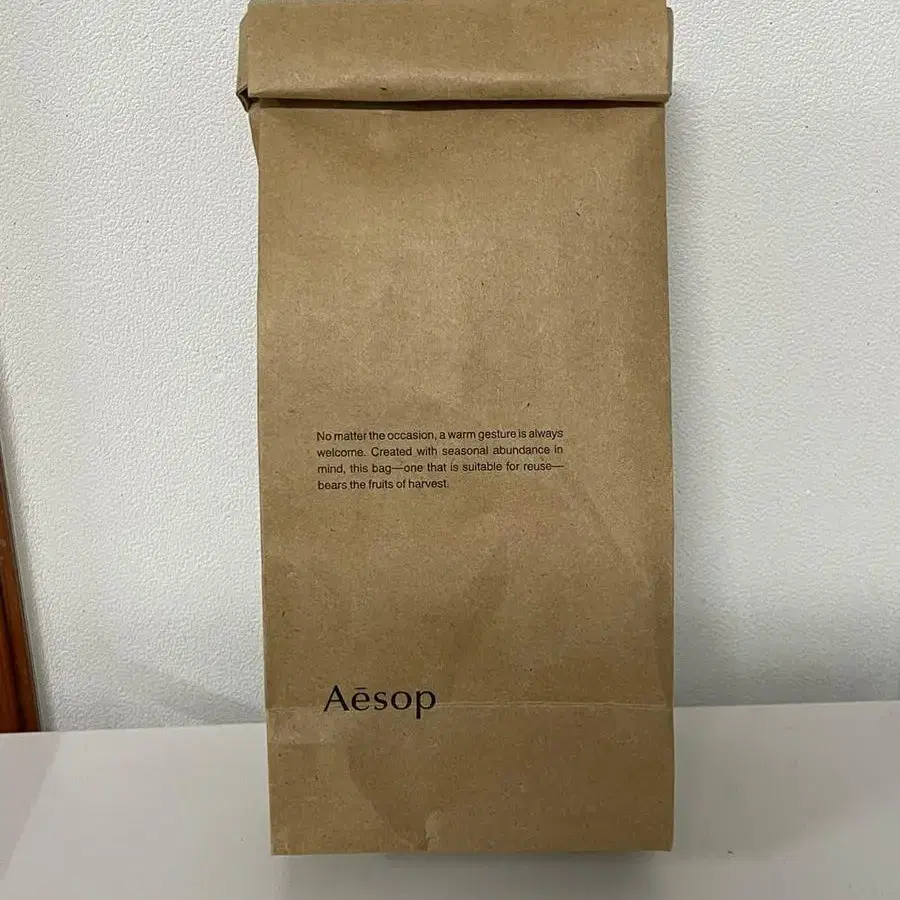 No matter the occasion, a warm gesture is always
welcome. Created with seasonal abundance in
mind, this bag—one that is suitable for reuse—
bears the fruits of harvest.
Aēsop